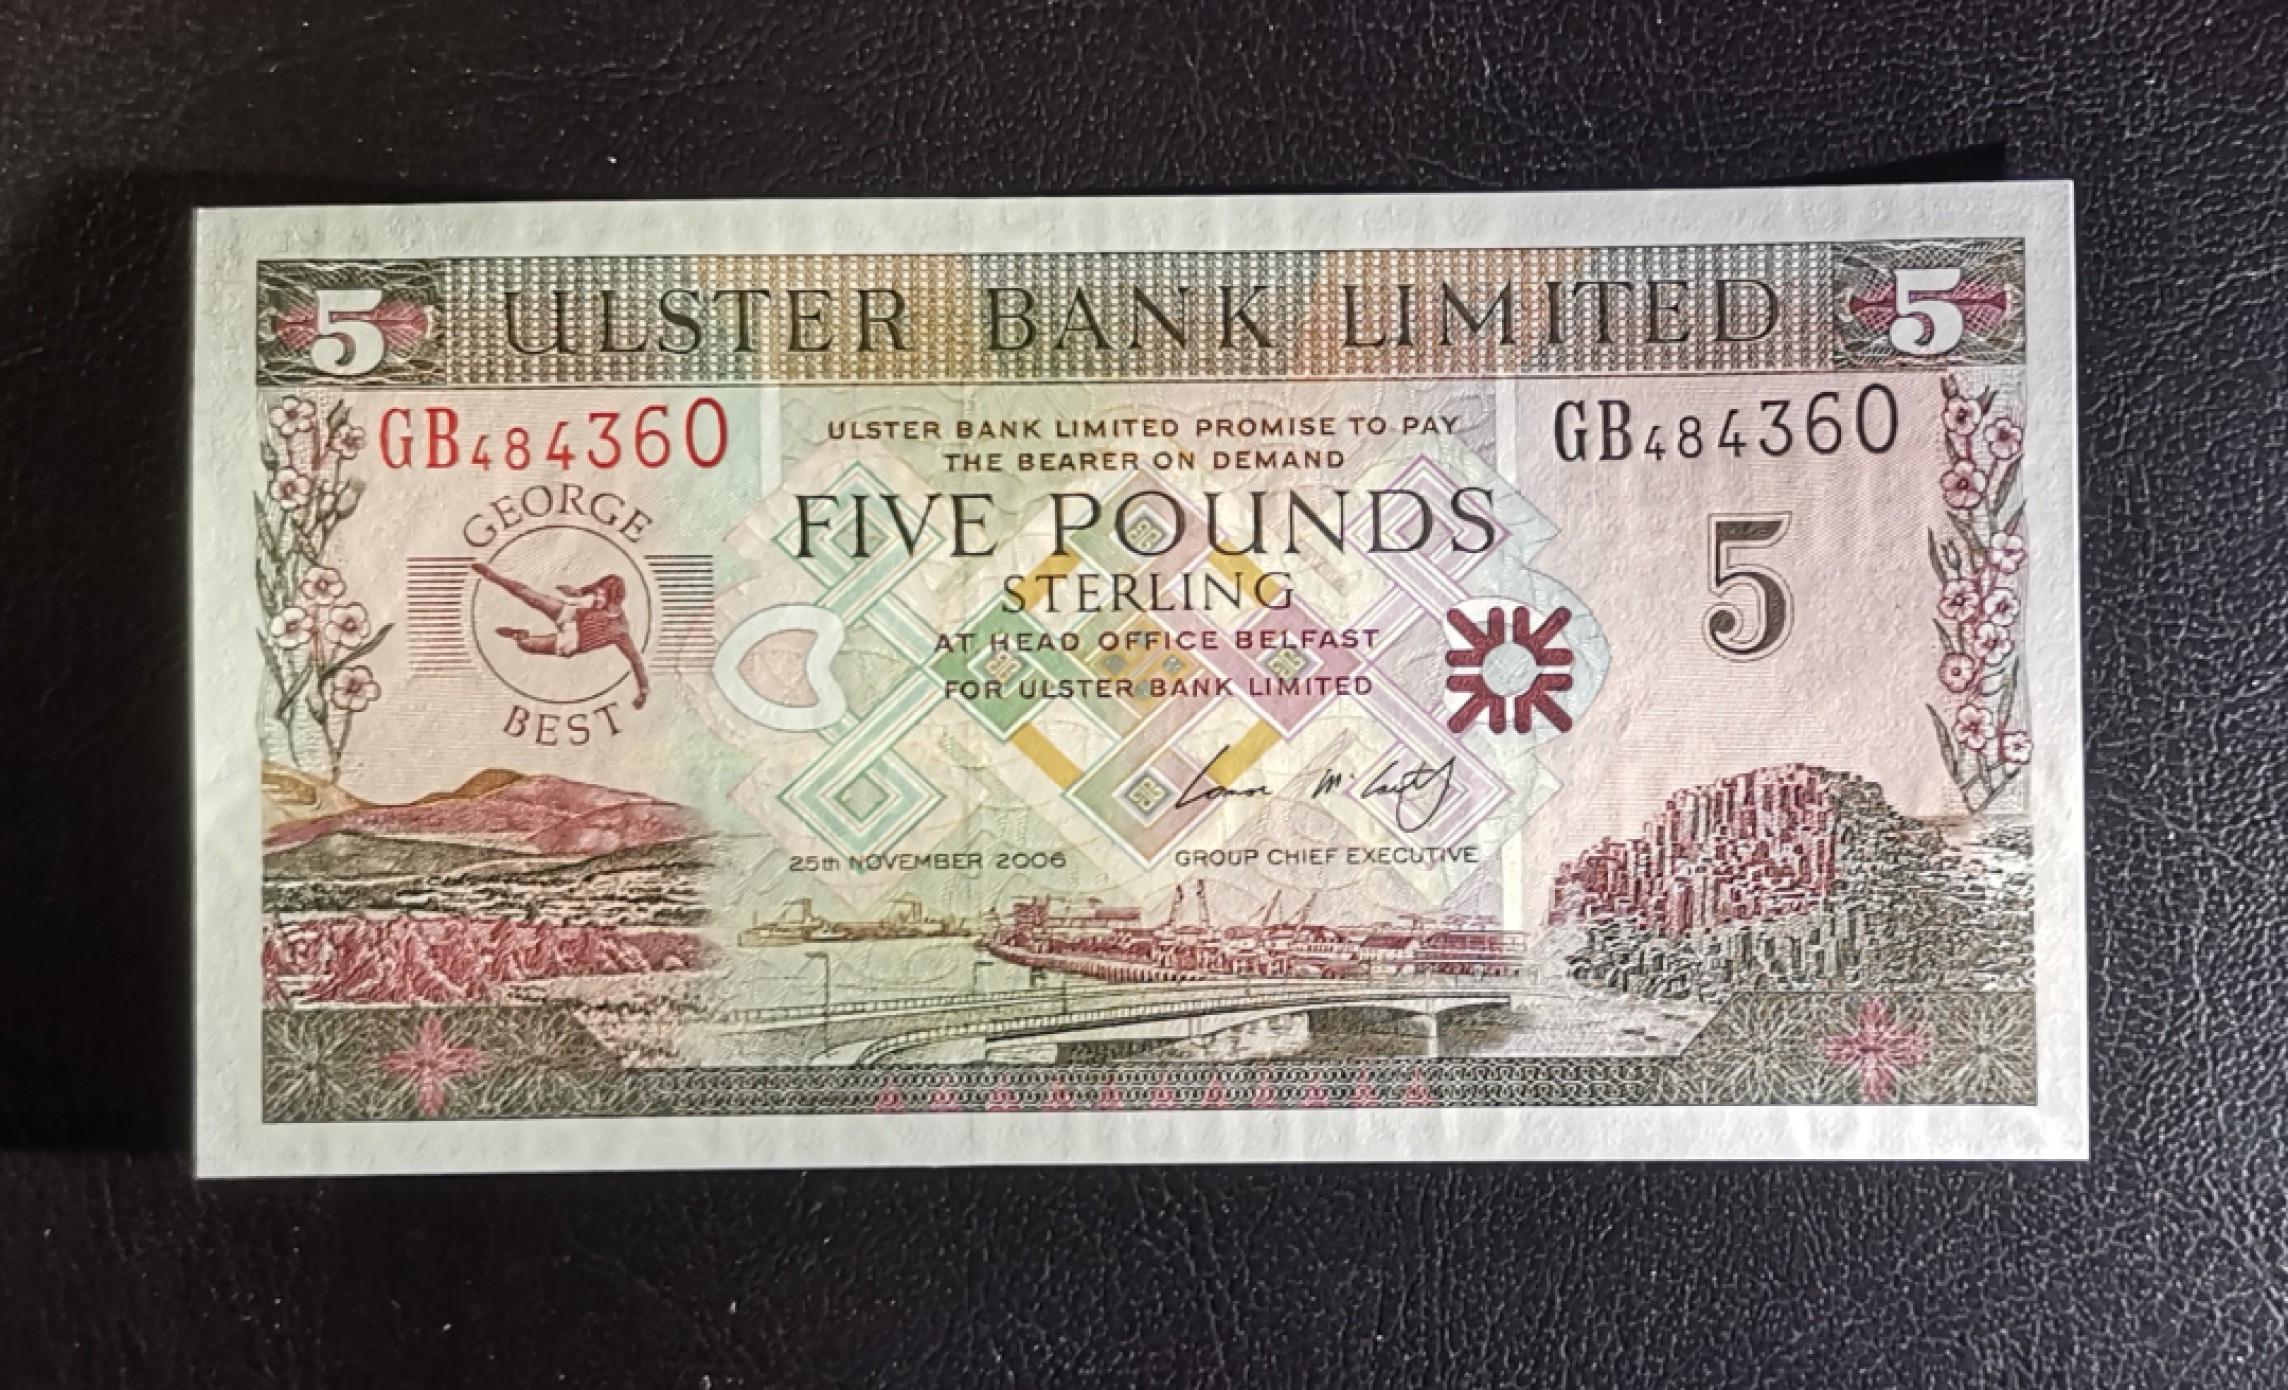 5 ULSTER BANK LIMITED 5
GB484360
GB484360
ULSTER BANK LIMITED PROMISE TO PAY
THE BEARER ON DEMAND
FIVE POUNDS
STERLING
AT HEAD OFFICE BELFAST
FOR ULSTER BANK LIMITED
GEORGE
BEST
5
25th NOVEMBER 2006
GROUP CHIEF EXECUTIVE